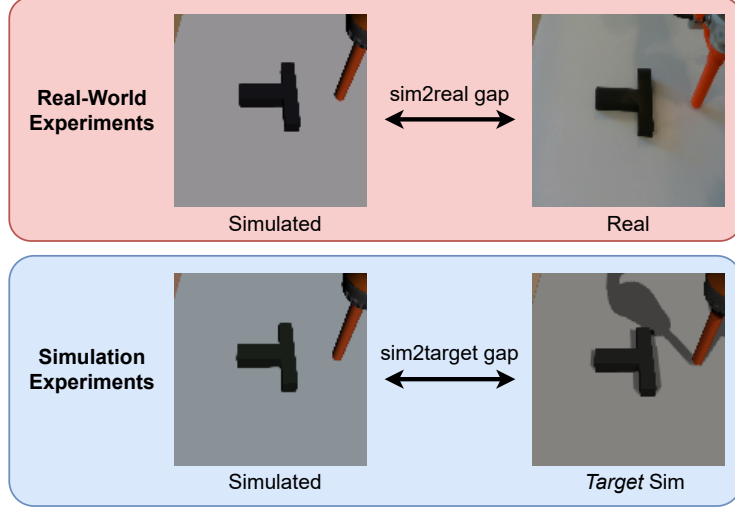 Real-World
Experiments
sim2real gap
Simulated
Real
Simulation
Experiments
sim2target gap
Simulated
Target Sim